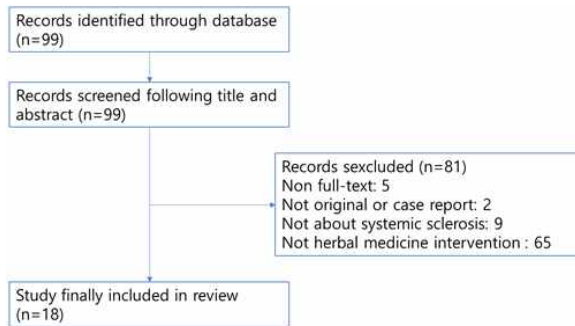 Records identified through database
(n=99)
Records screened following title and
abstract (n=99)
Records sexcluded (n=81)
Non full-text: 5
Not original or case report: 2
Not about systemic sclerosis: 9
Not herbal medicine intervention : 65
Study finally included in review
(n=18)